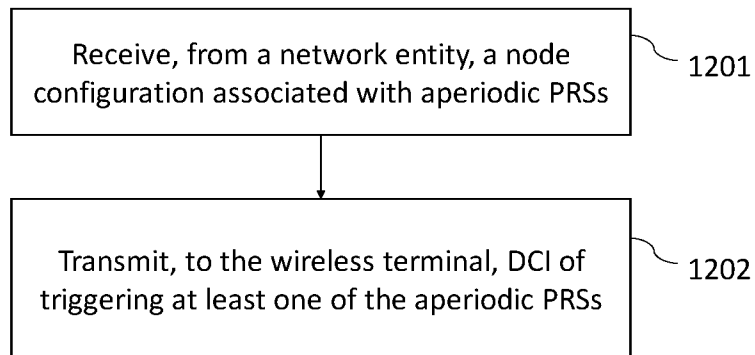 Receive, from a network entity, a node
configuration associated with aperiodic PRSs
1201
Transmit, to the wireless terminal, DCI of
triggering at least one of the aperiodic PRSs
1202